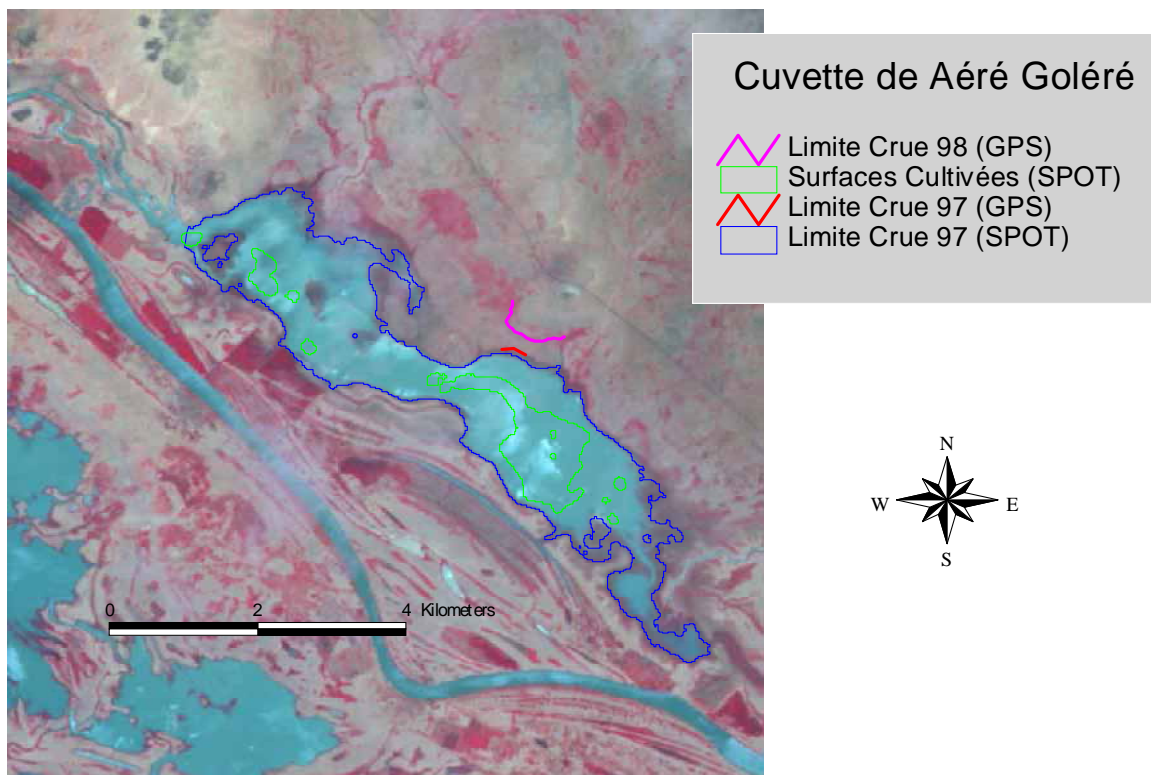 Cuvette de Aéré Goléré
Limite Crue 98 (GPS)
Surfaces Cultivées (SPOT)
Limite Crue 97 (GPS)
Limite Crue 97 (SPOT)
N
W E
S
0 2 4 Kilometers